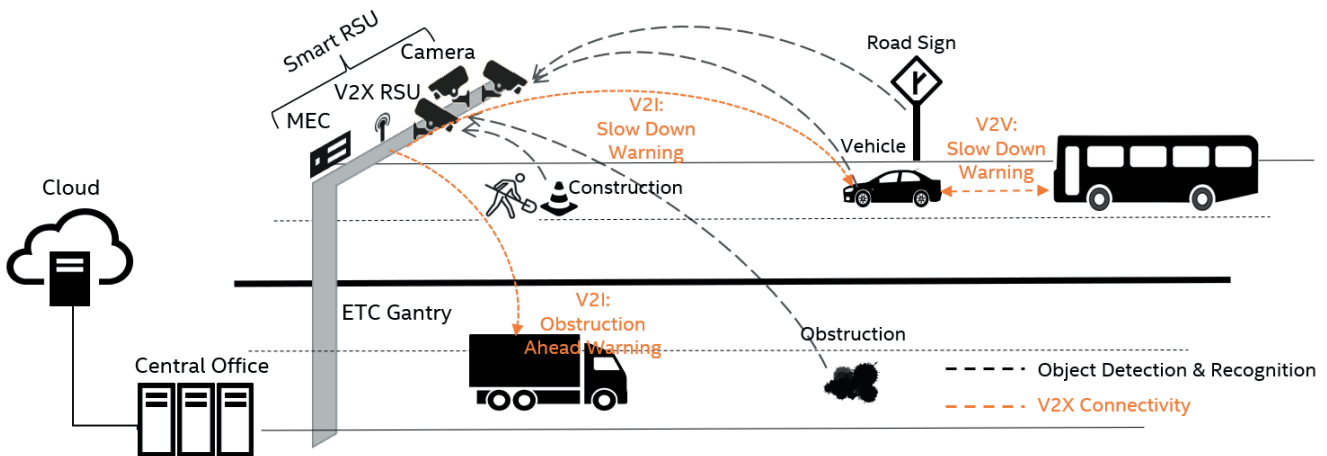 Smart RSU
Camera
V2X RSU
MEC
Road Sign
V2I:
Slow Down
Warning
Vehicle
V2V:
Slow Down
Warning
Construction
Cloud
ETC Gantry
V2I:
Obstruction
Ahead Warning
Obstruction
Central Office
Object Detection & Recognition
V2X Connectivity